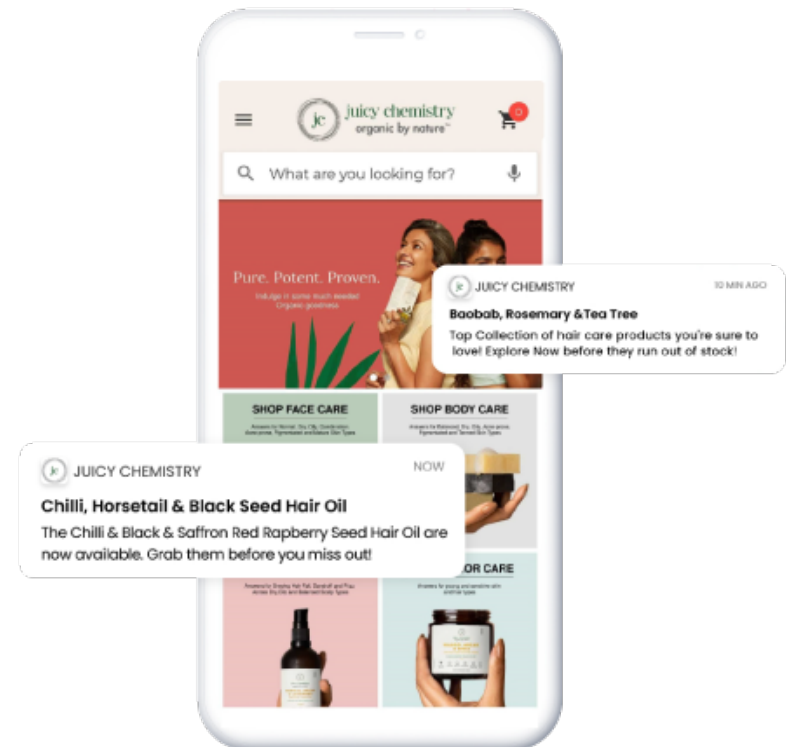 jc
juicy chemistry
organic by nature™
0
What are you looking for?
Pure. Potent. Proven.
Indulge in some much needed
Organic goodness
JUICY CHEMISTRY
10 MIN AGO
Baobab, Rosemary &Tea Tree
Top Collection of hair care products you're sure to
love! Explore Now before they run out of stock!
SHOP FACE CARE
SHOP BODY CARE
jc
JUICY CHEMISTRY
NOW
Chilli, Horsetail & Black Seed Hair Oil
The Chilli & Black & Saffron Red Rapberry Seed Hair Oil are
now available. Grab them before you miss out!
OR CARE